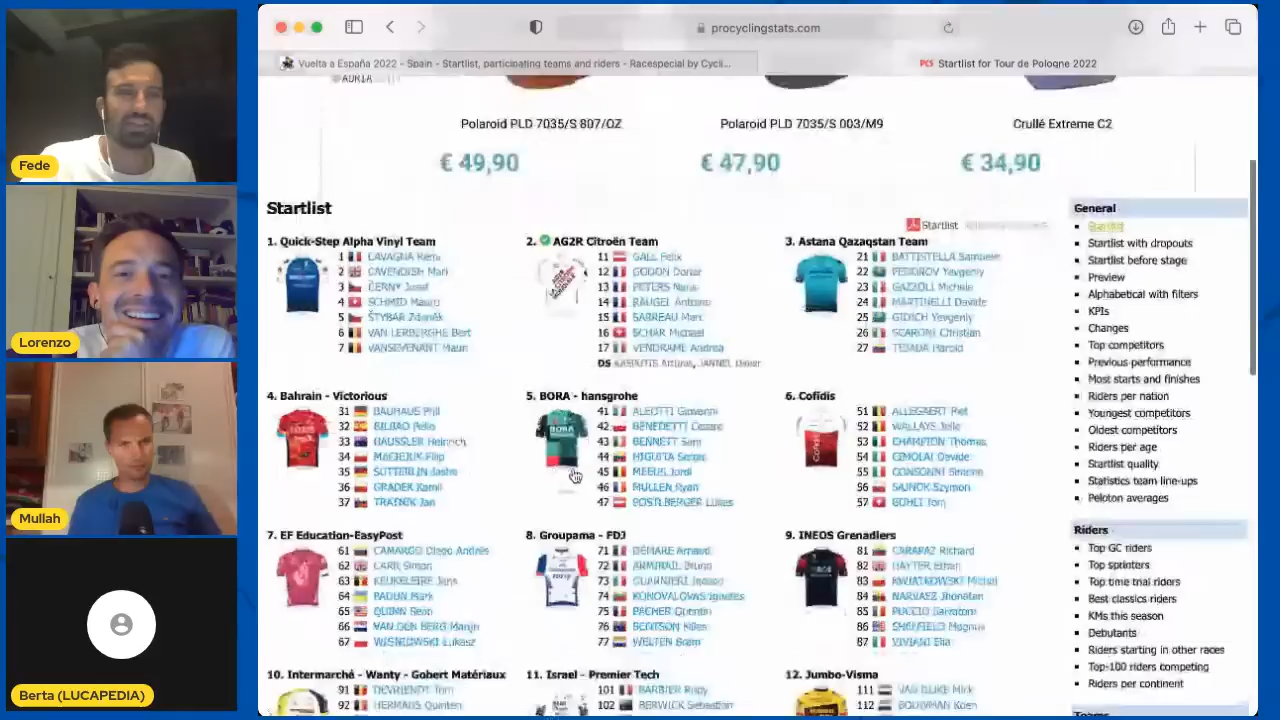 procyclingstats.com
Vuelta a España 2022 - Spain - Startlist, participating teams and riders - Racespecial by Cycli...
PCS Startlist for Tour de Pologne 2022
Fede
Lorenzo
Mullah
Berta (LUCAPEDIA)
@ADRIA
Polaroid PLD 7035/S 807/QZ
€ 49,90
Polaroid PLD 7035/S 003/M9
€ 47,90
Crullé Extreme C2
€ 34,90
Startlist
Startlist
1. Quick-Step Alpha Vinyl Team
1 CAVAGNA Rémi
2 CAVENDISH Mark
3 ČERNÝ Josef
4 SCHMID Mauro
5 ŠTYBAR Zdeněk
6 VAN LERBERGHE Bert
7 VANSEVENANT Mauri
2. AG2R Citroën Team
11 GALL Felix
12 GODON Dorian
13 PETERS Nans
14 RAUGEL Antoine
15 SARREAU Marc
16 SCHÄR Michael
17 VENDRAME Andrea
DS
3. Astana Qazaqstan Team
21 BATTISTELLA Samuele
22 FEDOROV Yevgeniy
23 GAZZOLI Michele
24 MARTINELLI Davide
25 GIDICH Yevgeniy
26 SCARONI Christian
27 TEJADA Harold
4. Bahrain - Victorious
31 BAUHAUS Phil
32 BILBAO Pello
33 HAUSSLER Heinrich
34 MACIEJUK Filip
35 SÜTTERLIN Jasha
36 GRADEK Kamil
37 TRATNIK Jan
5. BORA - hansgrohe
41 ALEOTTI Giovanni
42 BENEDETTI Cesare
43 BENNETT Sam
44 HIGUITA Sergio
45 MEEUS Jordi
46 MULLEN Ryan
47 PÖSTLBERGER Lukas
6. Cofidis
51 ALLEGAERT Piet
52 WALLAYS Jelle
53 CHAMPION Thomas
54 CIMOLAI Davide
55 CONSONNI Simone
56 SAJNOK Szymon
57 BOHLI Tom
7. EF Education-EasyPost
61 CAMARGO Diego Andrés
62 CARR Simon
63 KEUKELEIRE Jens
64 PADUN Mark
65 QUINN Sean
66 VAN DEN BERG Marijn
67 WIŚNIOWSKI Łukasz
8. Groupama - FDJ
71 DÉMARE Arnaud
72 ARMIRAIL Bruno
73 GUARNIERI Jacopo
74 KONOVALOVAS Ignatas
75 PACHER Quentin
76 SCOTSON Miles
77 WELTEN Bram
9. INEOS Grenadiers
81 CARAPAZ Richard
82 HAYTER Ethan
83 KWIATKOWSKI Michał
84 NARVÁEZ Jhonatan
85 PUCCIO Salvatore
86 SHEFFIELD Magnus
87 VIVIANI Elia
10. Intermarché - Wanty - Gobert Matériaux
91 DEVRIENDT Tom
92 HERMANS Quinten
11. Israel - Premier Tech
101 BARBIER Rudy
102 BERWICK Sebastian
12. Jumbo-Visma
111 VAN DIJKE Mick
112 BOUWMAN Koen
General
Startlist
Startlist with dropouts
Startlist before stage
Preview
Alphabetical with filters
KPIs
Changes
Top competitors
Previous performance
Most starts and finishes
Riders per nation
Youngest competitors
Oldest competitors
Riders per age
Startlist quality
Statistics team line-ups
Peloton averages
Riders
Top GC riders
Top sprinters
Top time trial riders
Best classics riders
KMs this season
Debutants
Riders starting in other races
Top-100 riders competing
Riders per continent
Teams